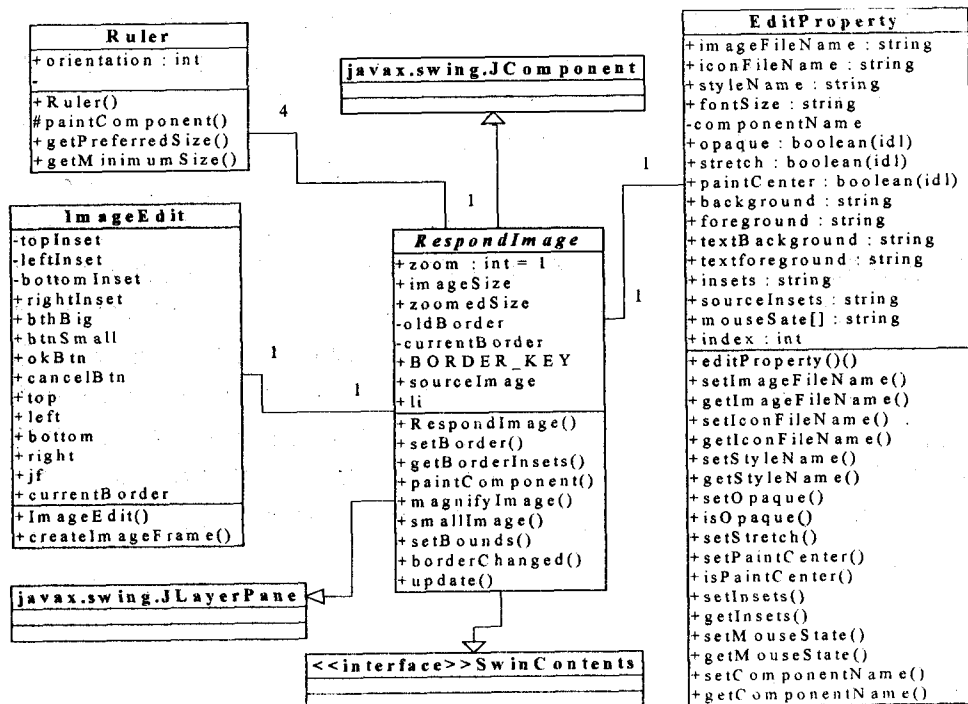 Ruler
+orientation : int
-
+Ruler()
#paintComponent()
+getPreferredSize()
+getMinimumSize()
4
javax.swing.JComponent
1
ImageEdit
-topInset
-leftInset
-bottomInset
+rightInset
+bthBig
+btnSmall
+okBtn
+cancelBtn
+top
+left
+bottom
+right
+jf
+currentBorder
+ImageEdit()
+createImageFrame()
1
1
RespondImage
+zoom : int = 1
+imageSize
+zoomedSize
-oldBorder
-currentBorder
+BORDER_KEY
+sourceImage
+li
+RespondImage()
+setBorder()
+getBorderInsets()
+paintComponent()
+magnifyImage()
+smallImage()
+setBounds()
+borderChanged()
+update()
1
1
EditProperty
+imageFileName : string
+iconFileName : string
+styleName : string
+fontSize : string
-componentName
+opaque : boolean(idl)
+stretch : boolean(idl)
+paintCenter : boolean(idl)
+background : string
+foreground : string
+textBackground : string
+textforeground : string
+insets : string
+sourceInsets : string
+mouseSate[] : string
+index : int
+editProperty()()
+setImageFileName()
+getImageFileName()
+setIconFileName()
+getIconFileName()
+setStyleName()
+getStyleName()
+setOpaque()
+isOpaque()
+setStretch()
+setPaintCenter()
+isPaintCenter()
+setInsets()
+getInsets()
+setMouseState()
+getMouseState()
+setComponentName()
+getComponentName()
javax.swing.JLayerPane
<<interface>>SwinContents